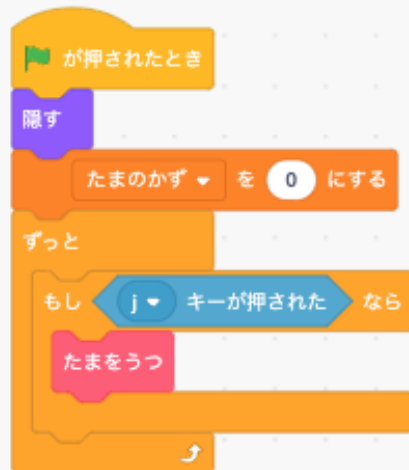 が押されたとき
隠す
たまのかず を 0 にする
ずっと
もし j キーが押された なら
たまをうつ